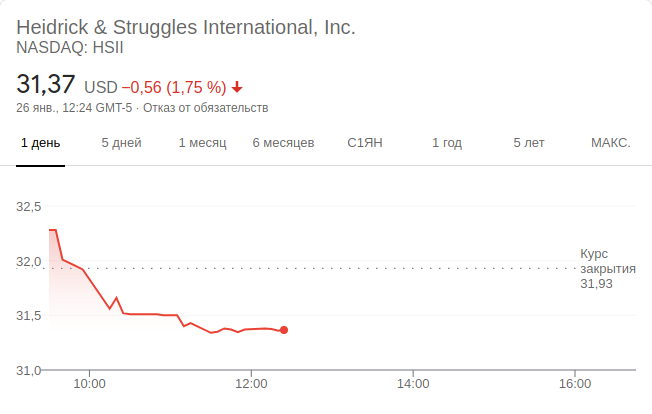 Heidrick & Struggles International, Inc.
NASDAQ: HSII
31,37 USD −0,56 (1,75 %)
26 янв., 12:24 GMT-5 · Отказ от обязательств
1 день 5 дней 1 месяц 6 месяцев С1ЯН 1 год 5 лет МАКС.
32,5
32,0
31,5
31,0
Курс
закрытия
31,93
10:00 12:00 14:00 16:00